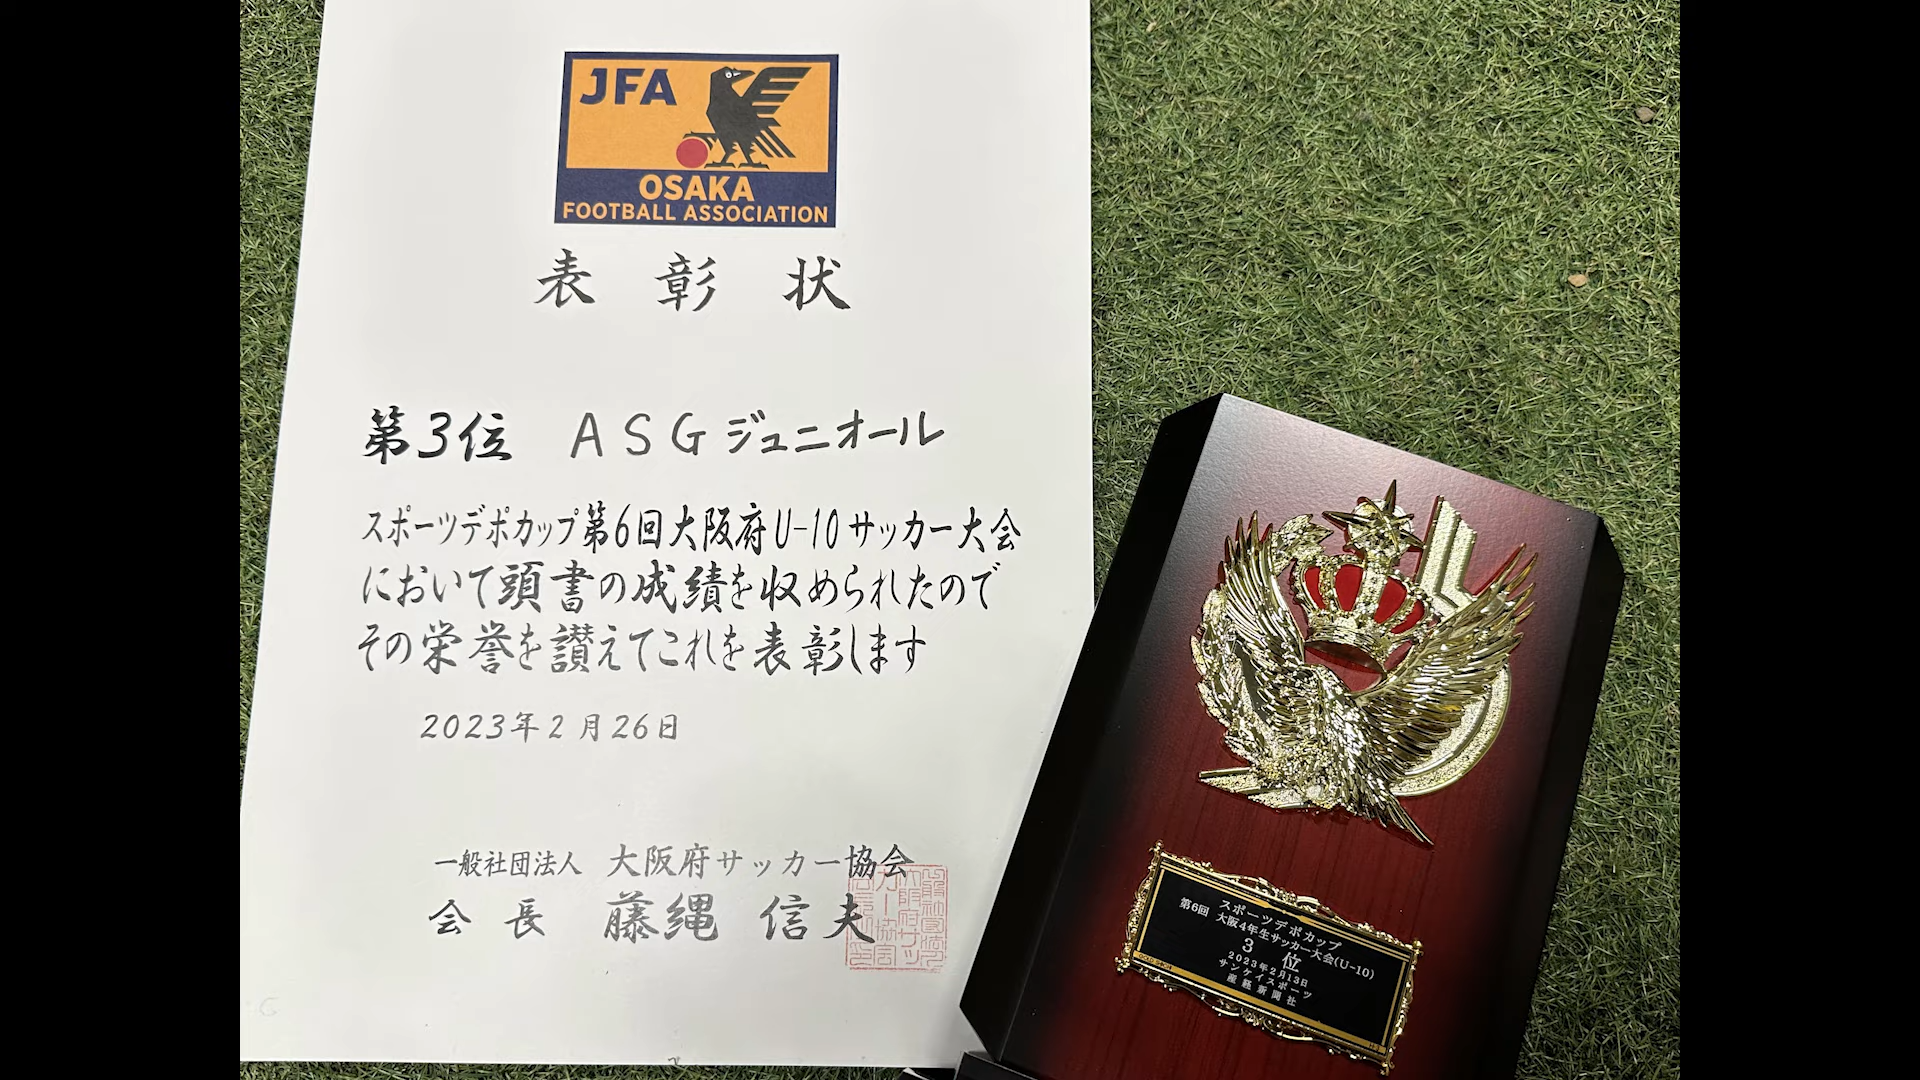 JFA
OSAKA
FOOTBALL ASSOCIATION
表彰状
第3位 ASGジュニオール
スポーツデポカップ第6回大阪府U-10サッカー大会
において頭書の成績を収められたので
その栄誉を讃えてこれを表彰します
2023年2月26日
一般社団法人 大阪府サッカー協会
会長 藤縄信夫
スポーツデポカップ
第6回 大阪4年生サッカー大会(U-10)
3位
2023年2月13日
サンケイスポーツ
産経新聞社